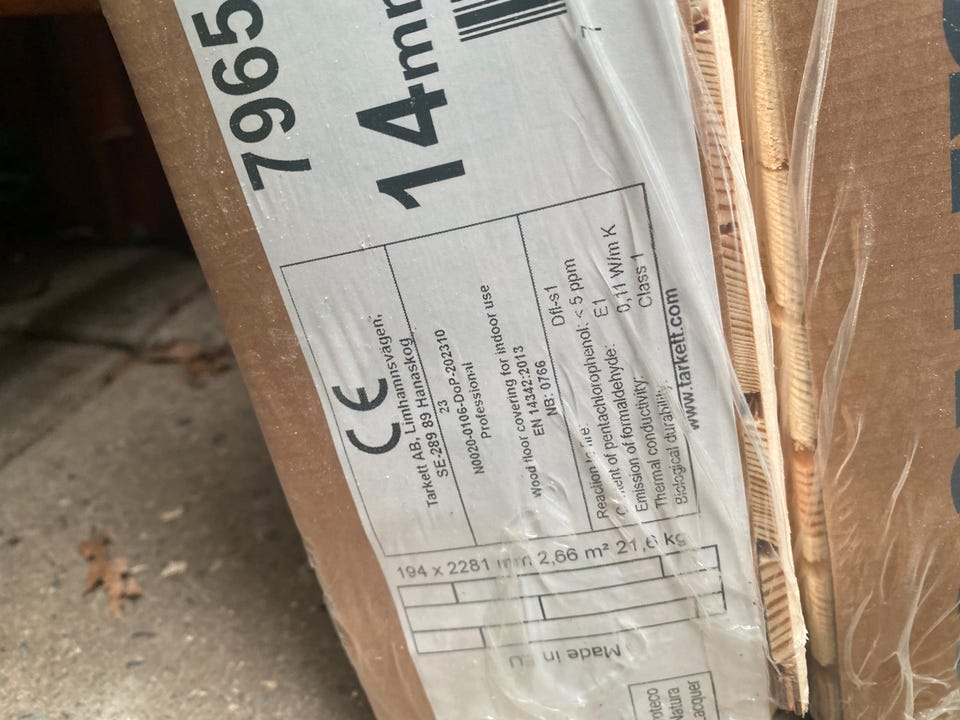 7965
14mm
CE
Tarkett AB, Limhamnsvägen,
SE-289 89 Hanaskog
23
N0020-0106-DoP-202310
Professional
Wood floor covering for indoor use
EN 14342:2013
NB: 0766
Reaction to fire: Dfl-s1
Content of pentachlorophenol: < 5 ppm
Emission of formaldehyde: E1
Thermal conductivity: 0,11 W/m K
Biological durability: Class 1
www.tarkett.com
194 x 2281 mm 2,66 m² 21,6 kg
Made in EU
oteco
Natura
acquer